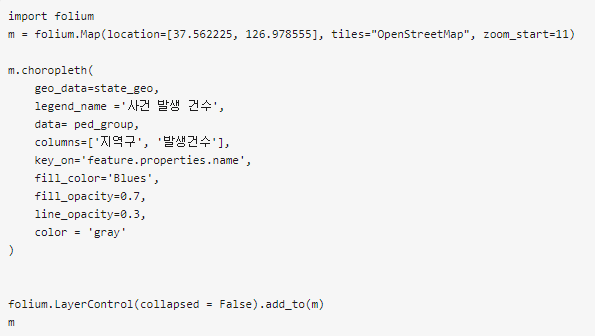 import folium
m = folium.Map(location=[37.562225, 126.978555], tiles="OpenStreetMap", zoom_start=11)
m.choropleth(
    geo_data=state_geo,
    legend_name ='사건 발생 건수',
    data= ped_group,
    columns=['지역구', '발생건수'],
    key_on='feature.properties.name',
    fill_color='Blues',
    fill_opacity=0.7,
    line_opacity=0.3,
    color = 'gray'
)
folium.LayerControl(collapsed = False).add_to(m)
m